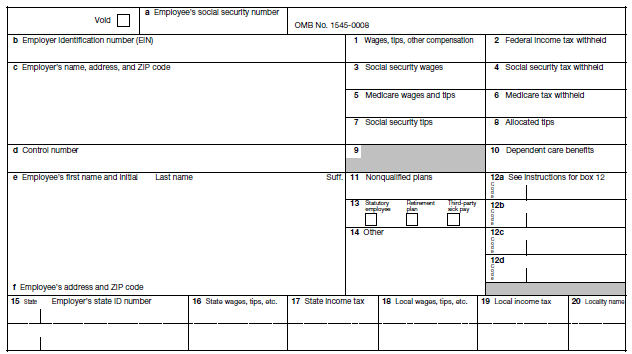 Void
a Employee's social security number
OMB No. 1545-0008
b Employer identification number (EIN)
1 Wages, tips, other compensation
2 Federal income tax withheld
c Employer's name, address, and ZIP code
3 Social security wages
4 Social security tax withheld
5 Medicare wages and tips
6 Medicare tax withheld
7 Social security tips
8 Allocated tips
d Control number
9
10 Dependent care benefits
e Employee's first name and initial
Last name
Suff.
11 Nonqualified plans
12a See instructions for box 12
Code
13 Statutory employee
Retirement plan
Third-party sick pay
12b
Code
14 Other
12c
Code
12d
Code
f Employee's address and ZIP code
15 State
Employer's state ID number
16 State wages, tips, etc.
17 State income tax
18 Local wages, tips, etc.
19 Local income tax
20 Locality name